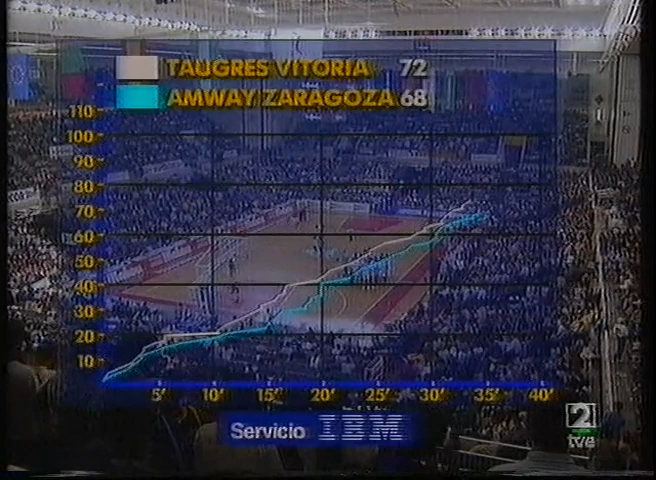 TAUGRES VITORIA 72
AMWAY ZARAGOZA 68
110
100
90
80
70
60
50
40
30
20
10
5' 10' 15' 20' 25' 30' 35' 40'
Servicio IBM
2
tve